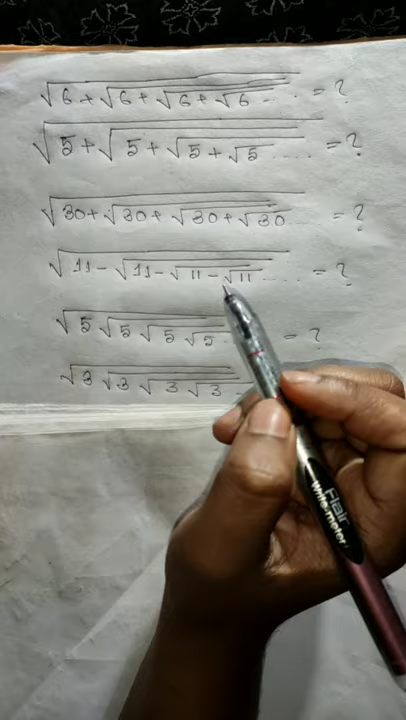 √6+√6+√6+√6.... = ?
√5+√5+√5+√5.... = ?
√30+√30+√30+√30.. = ?
√11-√11-√11-√11.... = ?
√5√5√5√5.. = ?
√3√3√3√3
Flair
Writo-meter